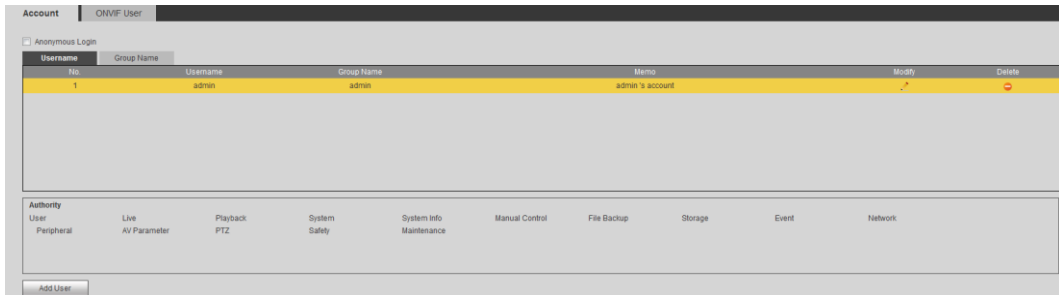 Account ONVIF User
Anonymous Login
Username Group Name
No. Username Group Name Memo Modify Delete
1 admin admin admin 's account
Authority
User Live Playback System System Info Manual Control File Backup Storage Event Network
Peripheral AV Parameter PTZ Safety Maintenance
Add User